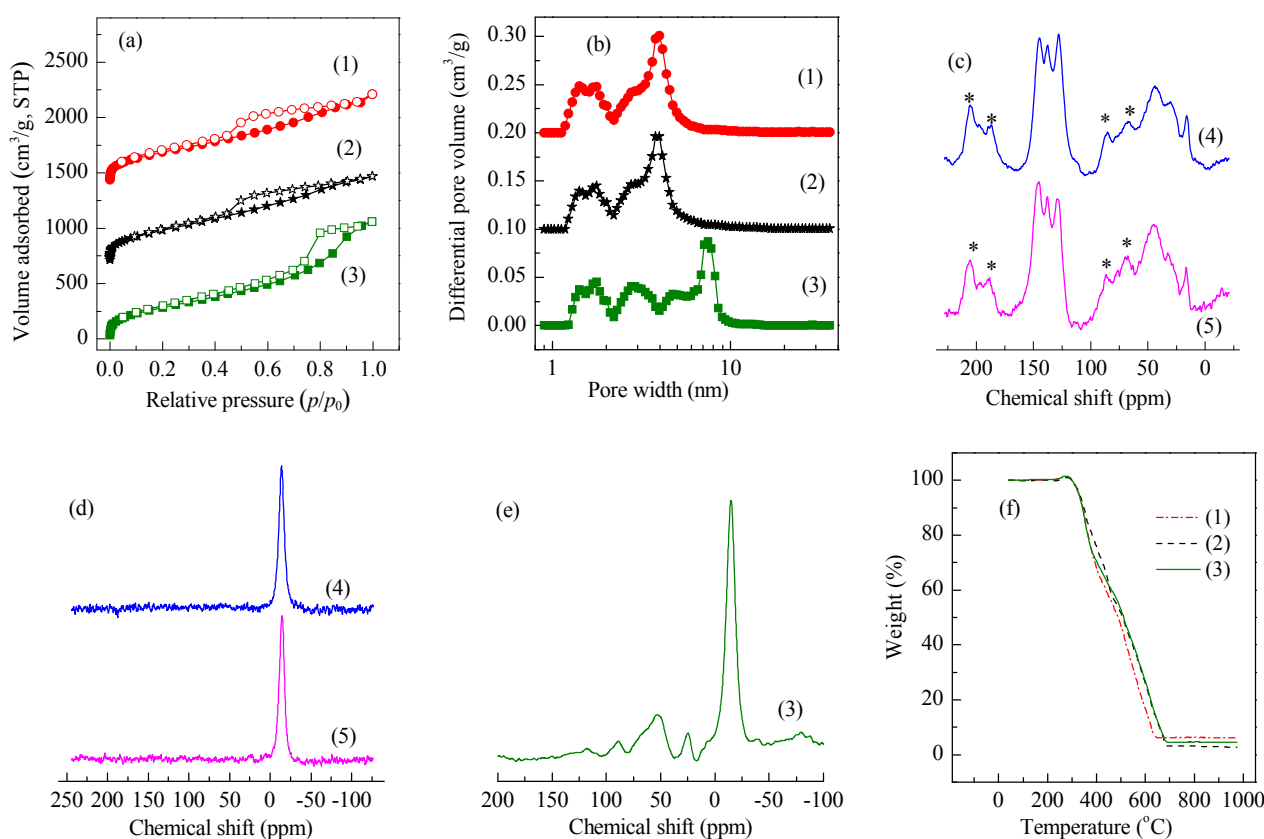 (a)
2500
2000
1500
1000
500
0
(1)
(2)
(3)
0.0 0.2 0.4 0.6 0.8 1.0
Relative pressure (p/p₀)
Volume adsorbed (cm³/g, STP)
(b)
0.30
0.25
0.20
0.15
0.10
0.05
0.00
(1)
(2)
(3)
1 10
Pore width (nm)
Differential pore volume (cm³/g)
(c)
* * * *
(4)
* * * *
(5)
200 150 100 50 0
Chemical shift (ppm)
(d)
(4)
(5)
250 200 150 100 50 0 -50 -100
Chemical shift (ppm)
(e)
(3)
200 150 100 50 0 -50 -100
Chemical shift (ppm)
(f)
100
80
60
40
20
0
(1)
(2)
(3)
0 200 400 600 800 1000
Temperature (°C)
Weight (%)